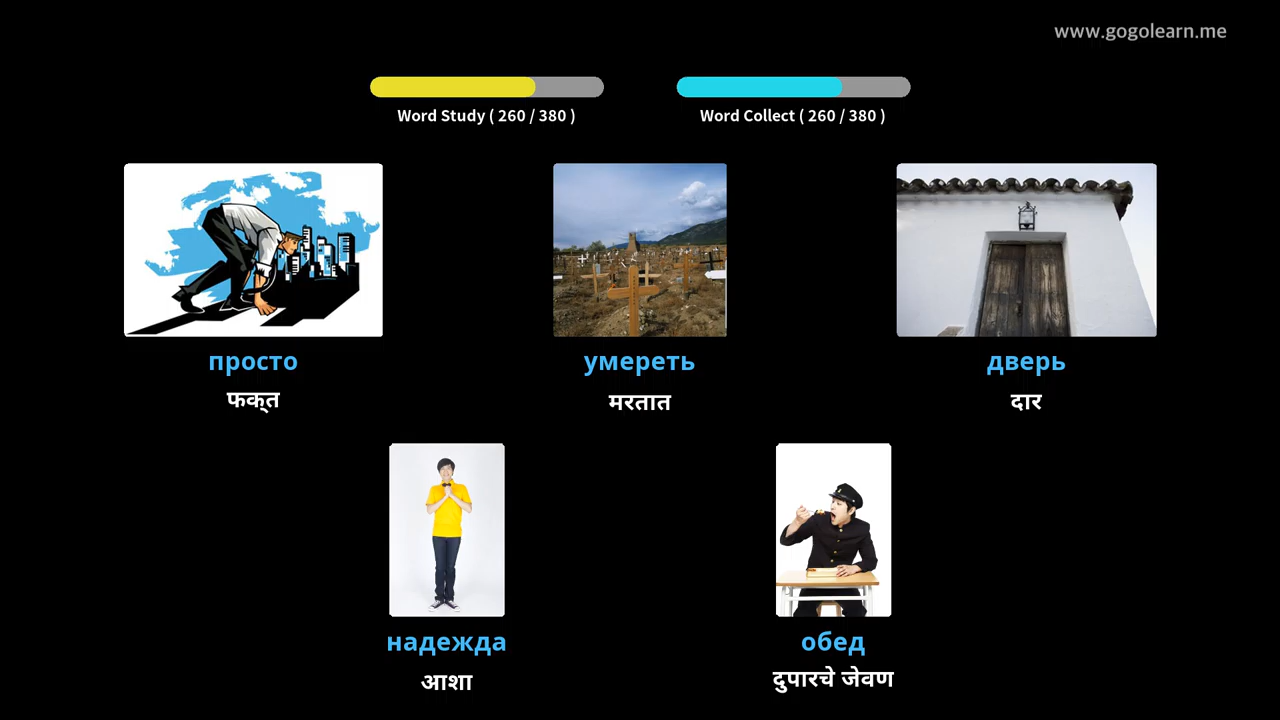 www.gogolearn.me
Word Study ( 260 / 380 )
Word Collect ( 260 / 380 )
просто
умереть
дверь
फक्त
मरतात
दार
надежда
обед
आशा
दुपारचे जेवण